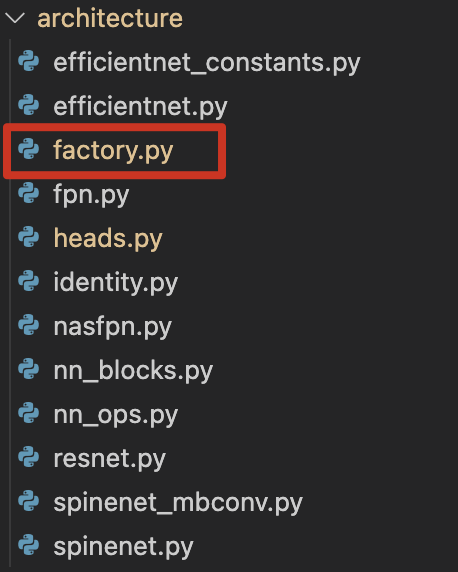 architecture
efficientnet_constants.py
efficientnet.py
factory.py
fpn.py
heads.py
identity.py
nasfpn.py
nn_blocks.py
nn_ops.py
resnet.py
spinenet_mbconv.py
spinenet.py